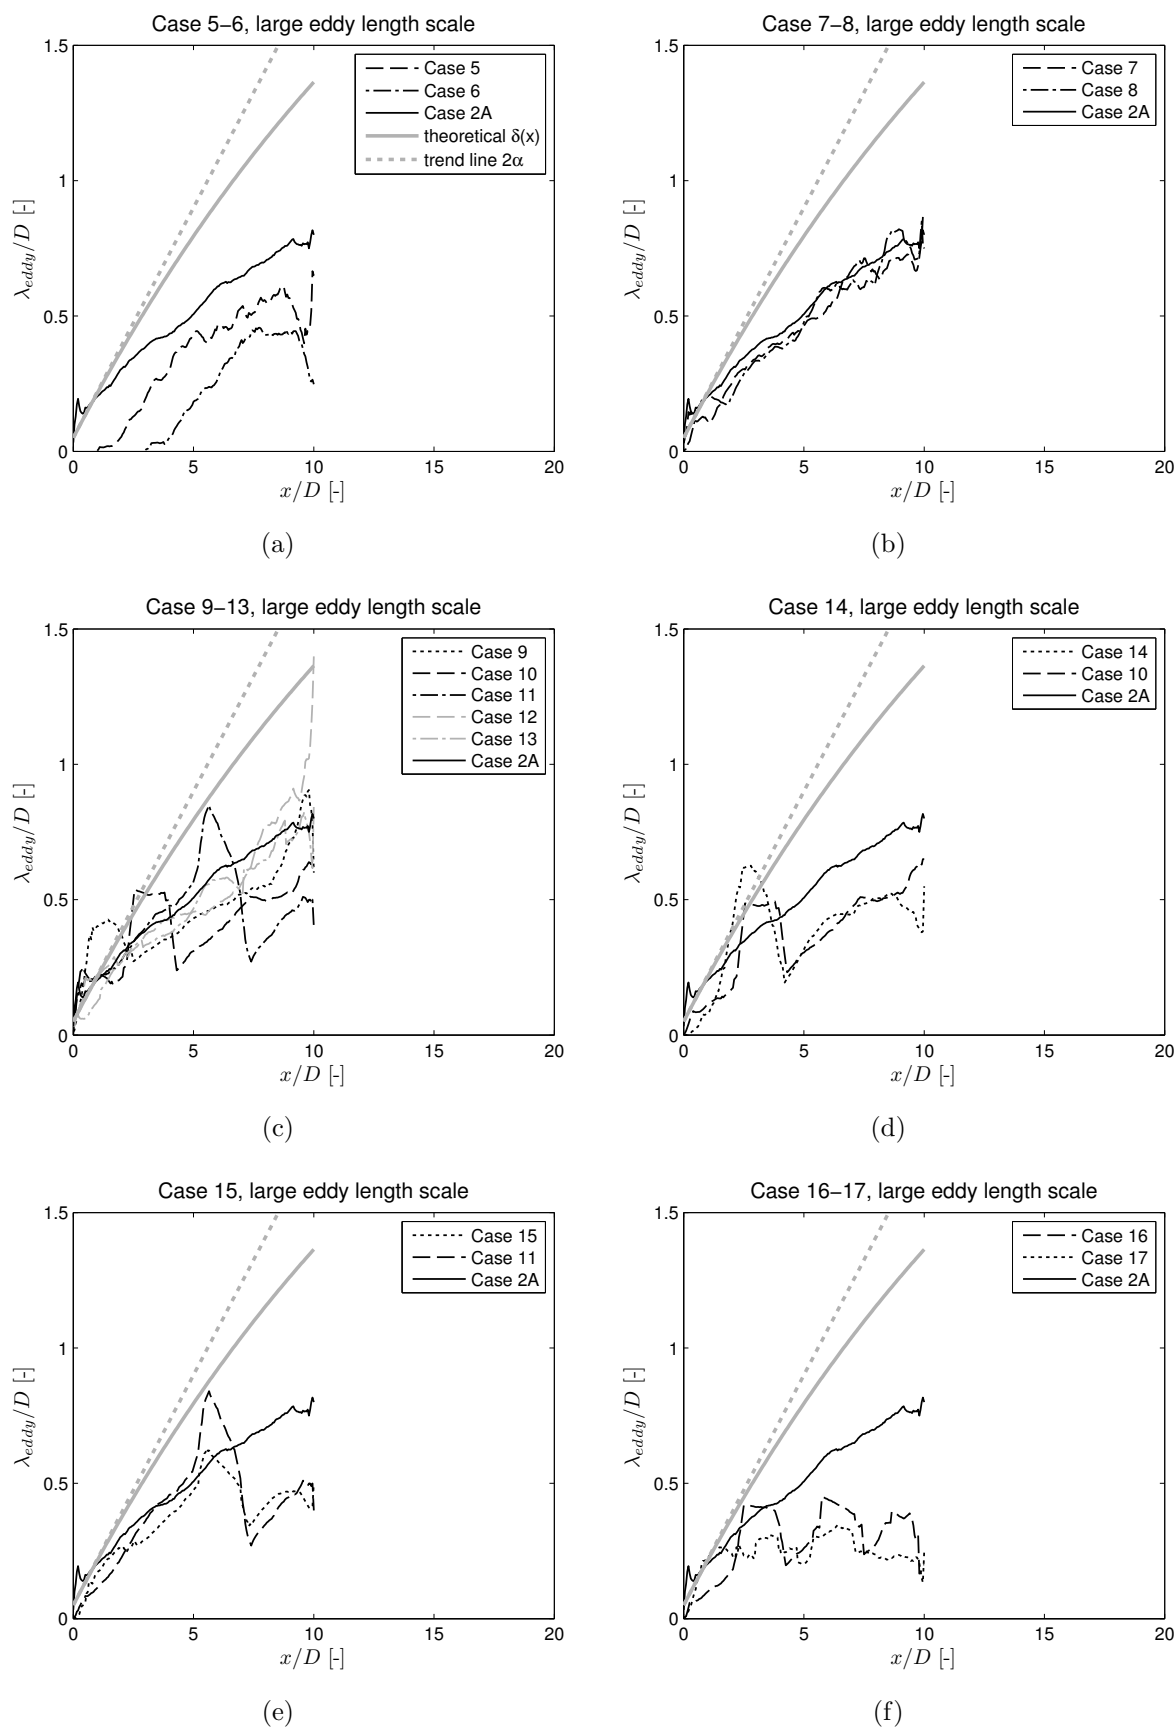 Case 5−6, large eddy length scale
1.5
1
0.5
0
λeddy/D [-]
Case 5
Case 6
Case 2A
theoretical δ(x)
trend line 2α
0 5 10 15 20
x/D [-]
(a)
Case 7−8, large eddy length scale
1.5
1
0.5
0
λeddy/D [-]
Case 7
Case 8
Case 2A
0 5 10 15 20
x/D [-]
(b)
Case 9−13, large eddy length scale
1.5
1
0.5
0
λeddy/D [-]
Case 9
Case 10
Case 11
Case 12
Case 13
Case 2A
0 5 10 15 20
x/D [-]
(c)
Case 14, large eddy length scale
1.5
1
0.5
0
λeddy/D [-]
Case 14
Case 10
Case 2A
0 5 10 15 20
x/D [-]
(d)
Case 15, large eddy length scale
1.5
1
0.5
0
λeddy/D [-]
Case 15
Case 11
Case 2A
0 5 10 15 20
x/D [-]
(e)
Case 16−17, large eddy length scale
1.5
1
0.5
0
λeddy/D [-]
Case 16
Case 17
Case 2A
0 5 10 15 20
x/D [-]
(f)